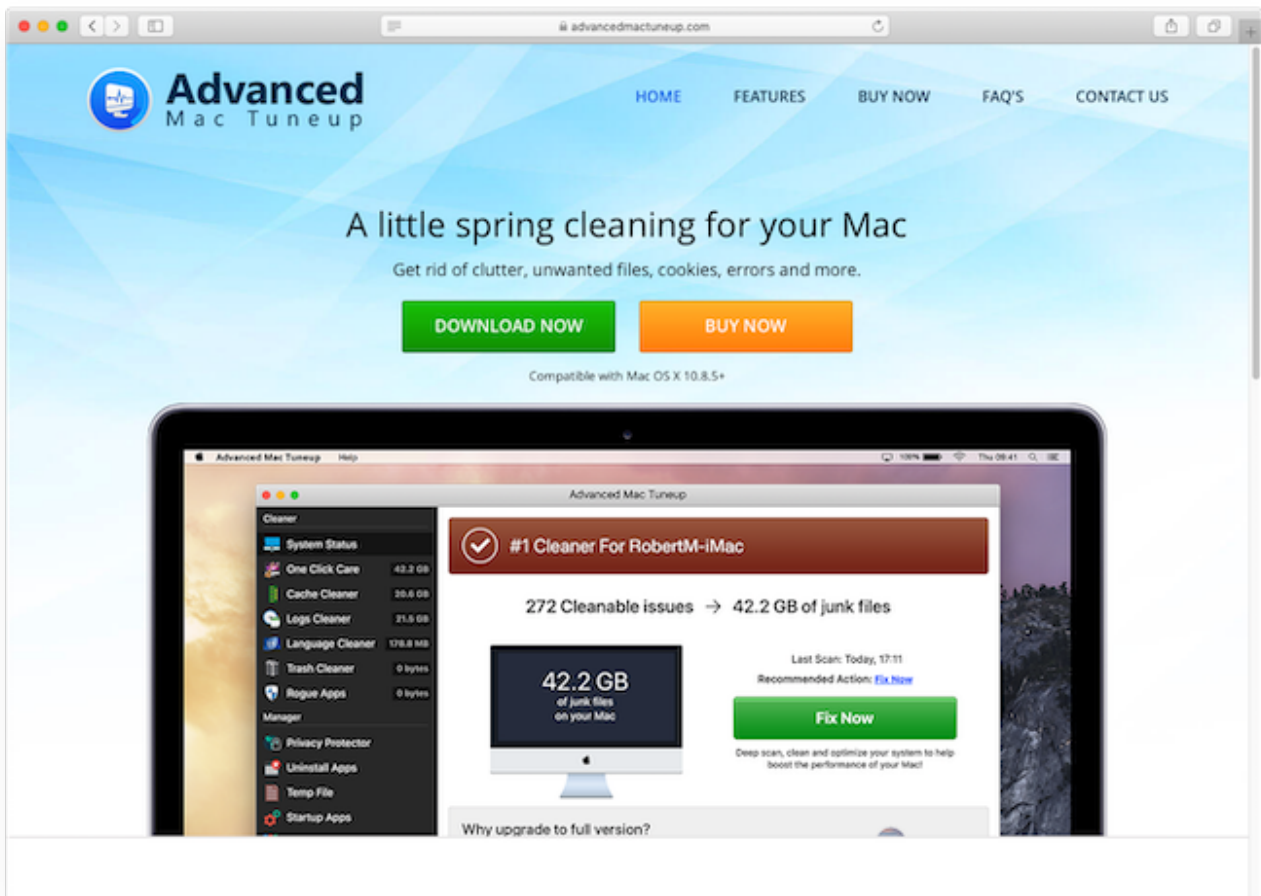 advancedmactuneup.com
Advanced
Mac Tuneup
HOME FEATURES BUY NOW FAQ'S CONTACT US
A little spring cleaning for your Mac
Get rid of clutter, unwanted files, cookies, errors and more.
DOWNLOAD NOW BUY NOW
Compatible with Mac OS X 10.8.5+
Advanced Mac Tuneup Help 100% Thu 09:41
Advanced Mac Tuneup
Cleaner
System Status
One Click Care 42.2 GB
Cache Cleaner 20.6 GB
Logs Cleaner 21.5 GB
Language Cleaner 178.8 MB
Trash Cleaner 0 bytes
Rogue Apps 0 bytes
Manager
Privacy Protector
Uninstall Apps
Temp File
Startup Apps
#1 Cleaner For RobertM-iMac
272 Cleanable issues → 42.2 GB of junk files
42.2 GB
of junk files
on your Mac
Last Scan: Today, 17:11
Recommended Action: Fix Now
Fix Now
Deep scan, clean and optimize your system to help
boost the performance of your Mac!
Why upgrade to full version?